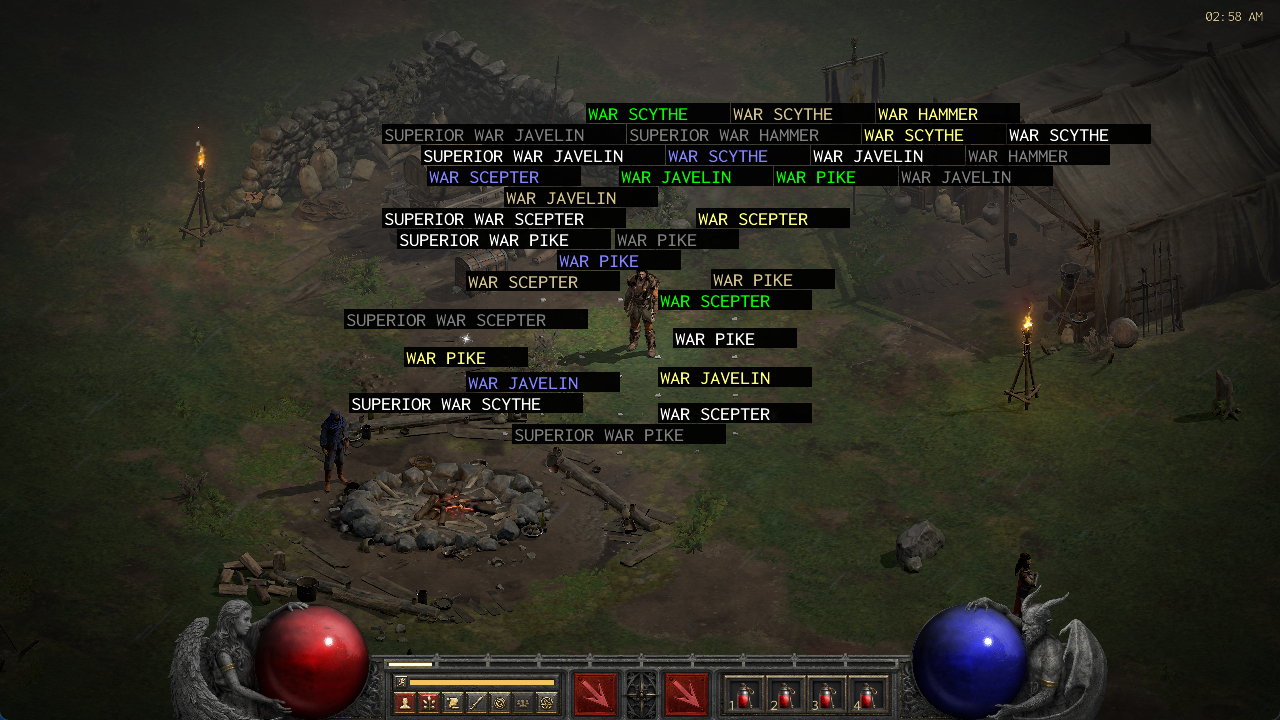 02:58 AM
WAR SCYTHE WAR SCYTHE WAR HAMMER
SUPERIOR WAR JAVELIN SUPERIOR WAR HAMMER WAR SCYTHE WAR SCYTHE
SUPERIOR WAR JAVELIN WAR SCYTHE WAR JAVELIN WAR HAMMER
WAR SCEPTER WAR JAVELIN WAR PIKE WAR JAVELIN
WAR JAVELIN
SUPERIOR WAR SCEPTER WAR SCEPTER
SUPERIOR WAR PIKE WAR PIKE
WAR PIKE
WAR SCEPTER WAR PIKE
WAR SCEPTER
SUPERIOR WAR SCEPTER
WAR PIKE
WAR PIKE
WAR JAVELIN WAR JAVELIN
SUPERIOR WAR SCYTHE
WAR SCEPTER
SUPERIOR WAR PIKE
1 2 3 4